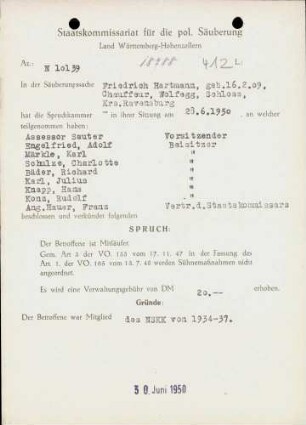 Staatskommissariat für die pol. Säuberung
Land Württemberg-Hohenzollern
Az.: N 10139
In der Säuberungssache Friedrich Hartmann, geb.16.2.09,
Chauffeur, Wolfegg, Schloss,
Krs.Ravensburg
hat die Spruchkammer " in ihrer Sitzung am 28.6.1950 , an welcher
teilgenommen haben:
Assessor Sauter Vorsitzender
Engelfried, Adolf Beisitzer
Märkle, Karl "
Schulze, Charlotte "
Bäder, Richard "
Karl, Julius "
Knapp, Hans "
Kons, Rudolf "
Aug.Hauer, Franz Vertr.d.Staatskommissars
beschlossen und verkündet folgenden
SPRUCH:
Der Betroffene ist Mitläufer.
Gem. Art 3 der VO. 133 vom 17. 11. 47 in der Fassung des
Art. 1. der VO. 165 vom 13. 7. 48 werden Sühnemaßnahmen nicht
angeordnet.
Es wird eine Verwaltungsgebühr von DM 20.-- erhoben.
Gründe:
Der Betroffene war Mitglied des NSKK von 1934-37.
30. Juni 1950